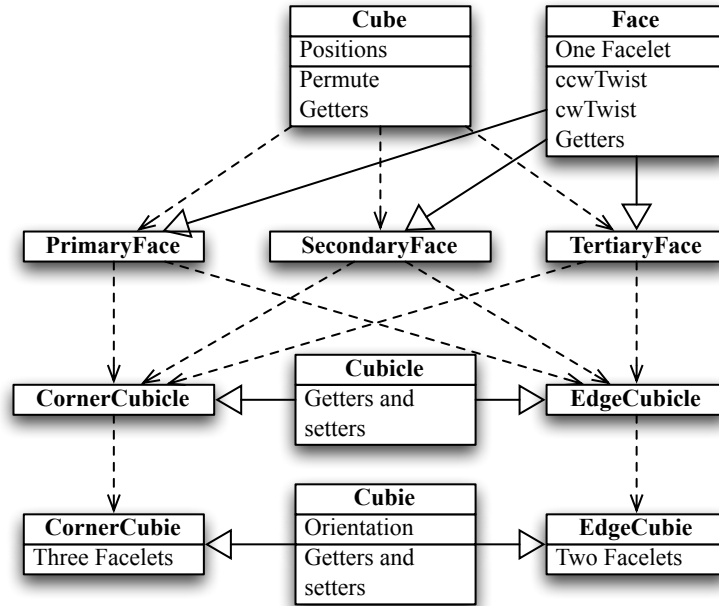 Cube
Positions
Permute
Getters
Face
One Facelet
ccwTwist
cwTwist
Getters
PrimaryFace
SecondaryFace
TertiaryFace
CornerCubicle
Cubicle
Getters and
setters
EdgeCubicle
CornerCubie
Three Facelets
Cubie
Orientation
Getters and
setters
EdgeCubie
Two Facelets